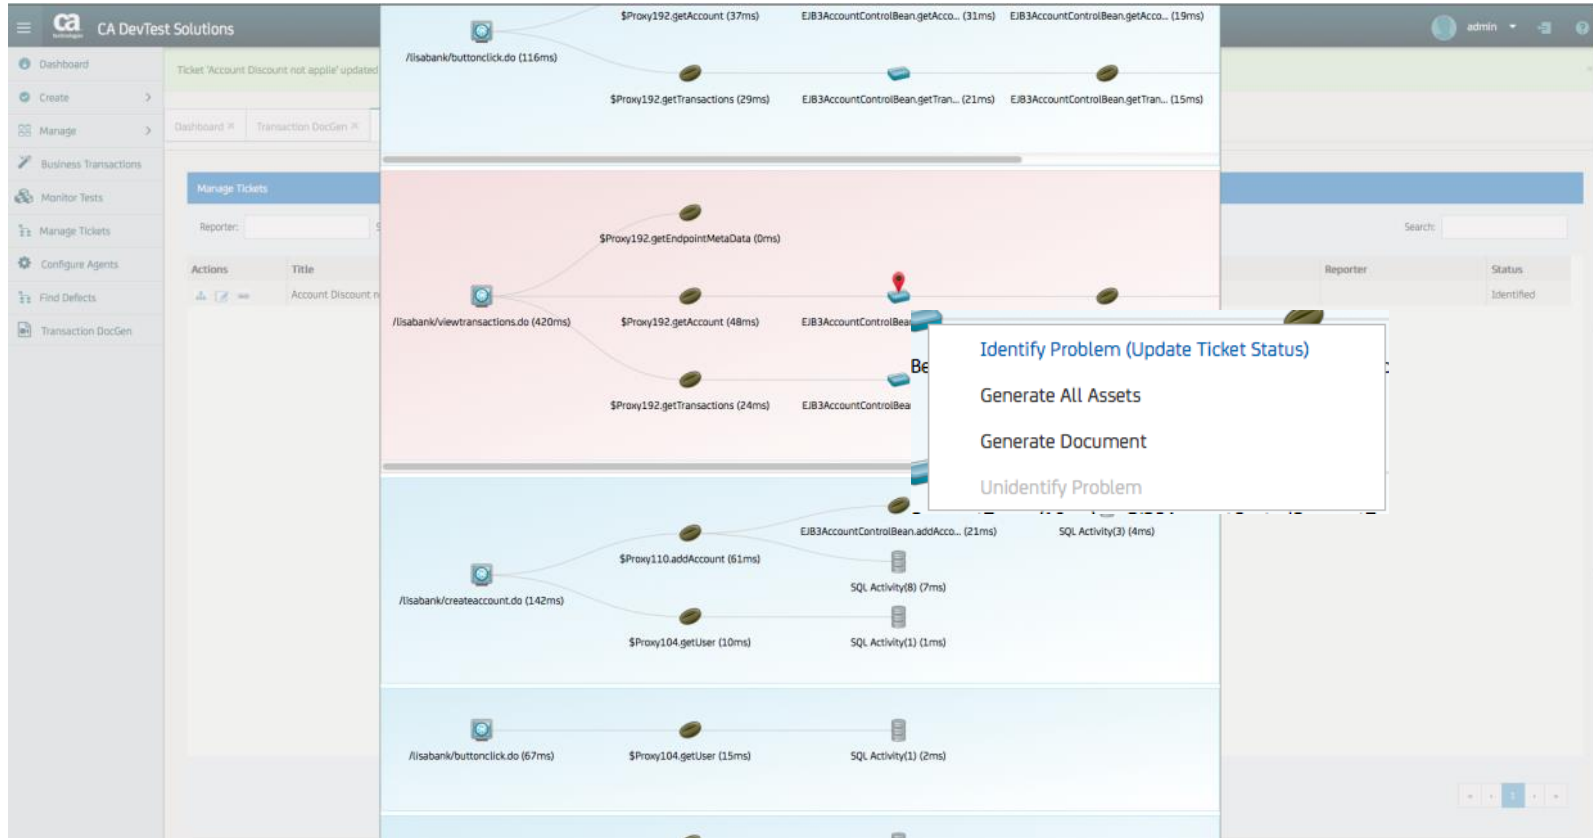 ca
technologies
CA DevTest Solutions
admin
Dashboard
Create
Manage
Business Transactions
Monitor Tests
Manage Tickets
Configure Agents
Find Defects
Transaction DocGen
Ticket 'Account Discount not applie' updated
Dashboard
Transaction DocGen
Manage Tickets
Reporter:
Search:
Actions Title Reporter Status
Account Discount n Identified
1
$Proxy192.getAccount (37ms) EJB3AccountControlBean.getAcco... (31ms) EJB3AccountControlBean.getAcco... (19ms)
/lisabank/buttonclick.do (116ms)
$Proxy192.getTransactions (29ms) EJB3AccountControlBean.getTran... (21ms) EJB3AccountControlBean.getTran... (15ms)
$Proxy192.getEndpointMetaData (0ms)
/lisabank/viewtransactions.do (420ms) $Proxy192.getAccount (48ms) EJB3AccountControlBea
$Proxy192.getTransactions (24ms) EJB3AccountControlBea
Be
Identify Problem (Update Ticket Status)
Generate All Assets
Generate Document
Unidentify Problem
EJB3AccountControlBean.addAcco... (21ms) SQL Activity(3) (4ms)
$Proxy110.addAccount (61ms)
SQL Activity(8) (7ms)
/lisabank/createaccount.do (142ms)
$Proxy104.getUser (10ms) SQL Activity(1) (1ms)
/lisabank/buttonclick.do (67ms) $Proxy104.getUser (15ms) SQL Activity(1) (2ms)